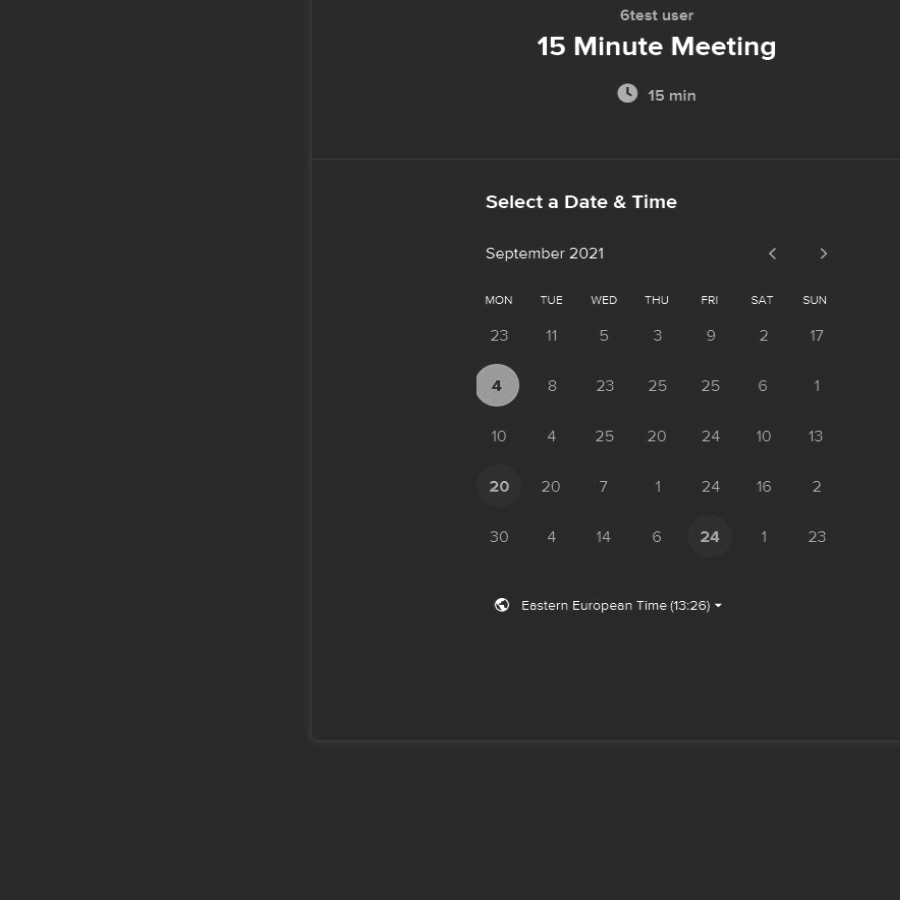 6test user
15 Minute Meeting
15 min
Select a Date & Time
September 2021
MON TUE WED THU FRI SAT SUN
23 11 5 3 9 2 17
4 8 23 25 25 6 1
10 4 25 20 24 10 13
20 20 7 1 24 16 2
30 4 14 6 24 1 23
Eastern European Time (13:26)